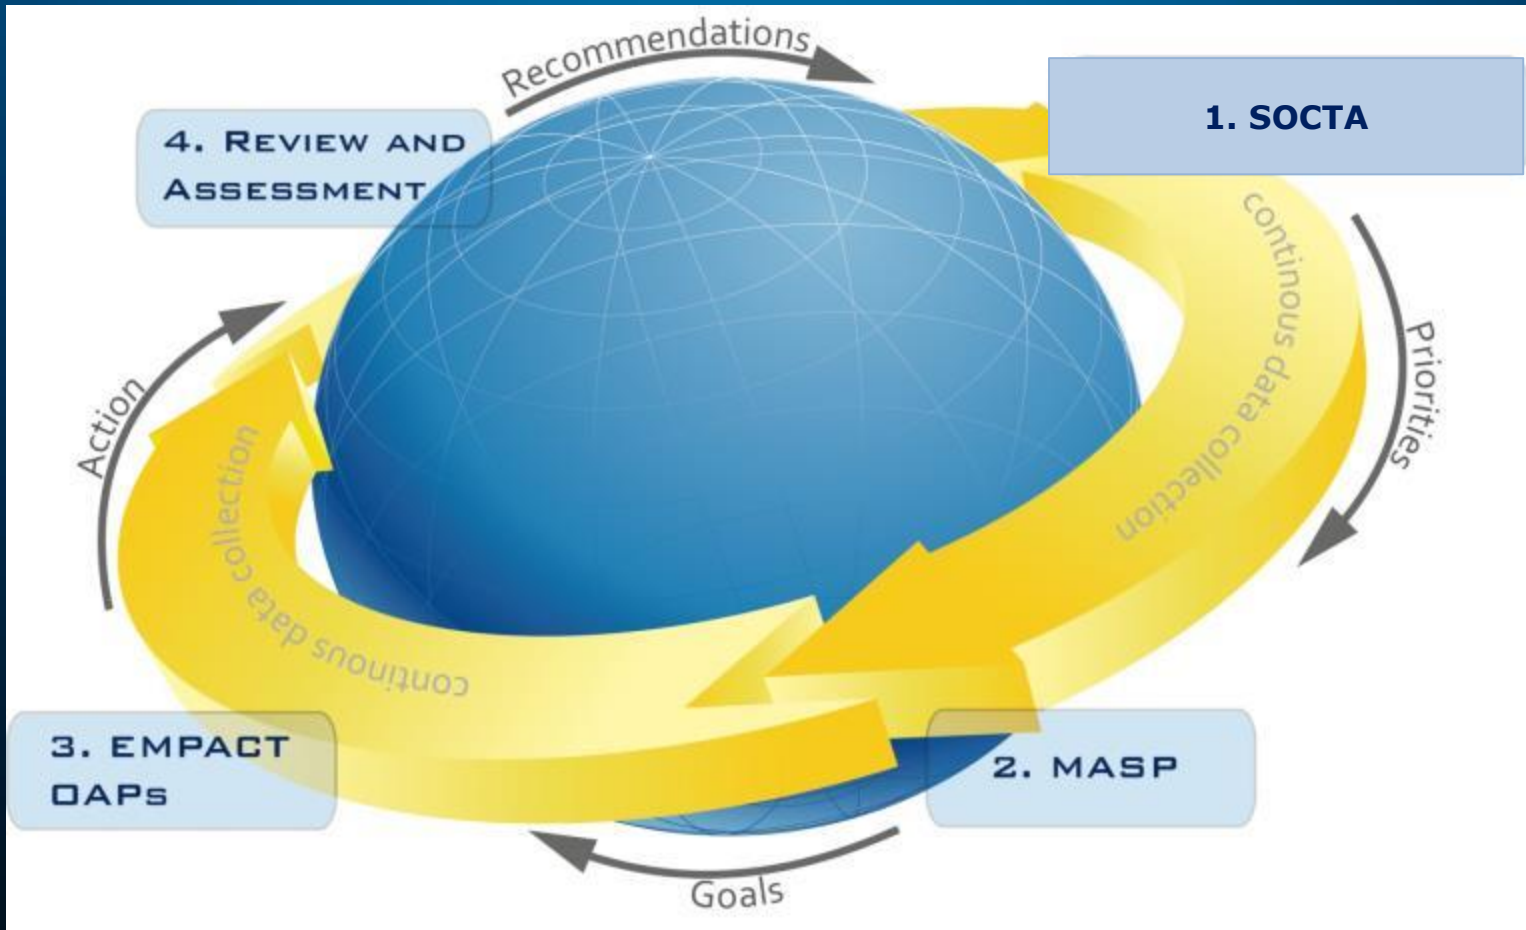 Recommendations
1. SOCTA
4. REVIEW AND
ASSESSMENT
continous data collection
Priorities
Action
continous data collection
3. EMPACT
OAPs
2. MASP
Goals